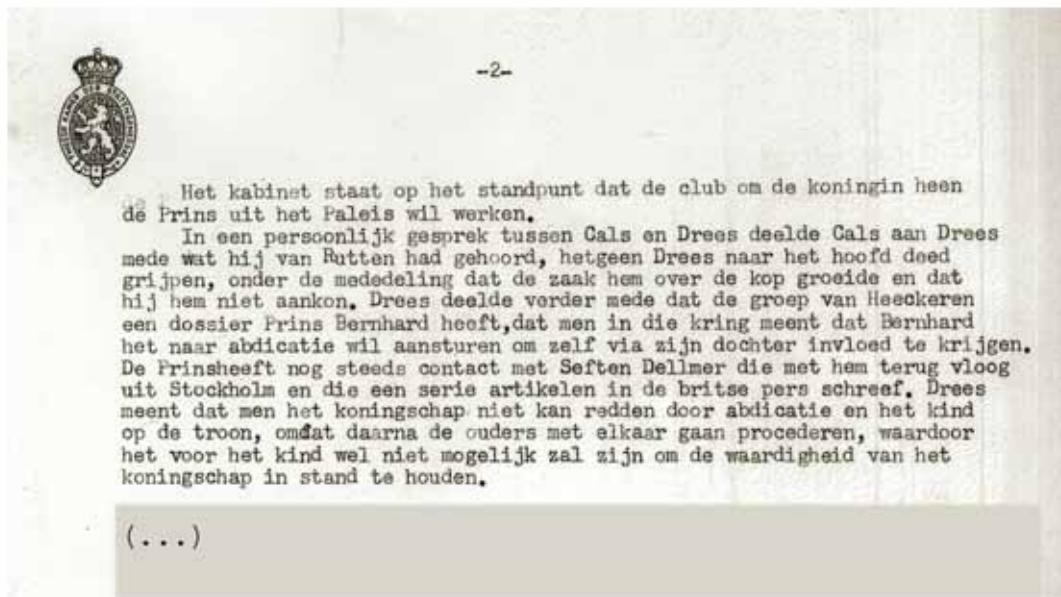 -2-
TWEEDE KAMER DER STATEN-GENERAAL
Het kabinet staat op het standpunt dat de club om de koningin heen
de Prins uit het Paleis wil werken.
In een persoonlijk gesprek tussen Cals en Drees deelde Cals aan Drees
mede wat hij van Rutten had gehoord, hetgeen Drees naar het hoofd deed
grijpen, onder de mededeling dat de zaak hem over de kop groeide en dat
hij hem niet aankon. Drees deelde verder mede dat de groep van Heeckeren
een dossier Prins Bernhard heeft,dat men in die kring meent dat Bernhard
het naar abdicatie wil aansturen om zelf via zijn dochter invloed te krijgen.
De Prinsheeft nog steeds contact met Seften Dellmer die met hem terug vloog
uit Stockholm en die een serie artikelen in de britse pers schreef. Drees
meent dat men het koningschap niet kan redden door abdicatie en het kind
op de troon, omdat daarna de ouders met elkaar gaan procederen, waardoor
het voor het kind wel niet mogelijk zal zijn om de waardigheid van het
koningschap in stand te houden.
(...)